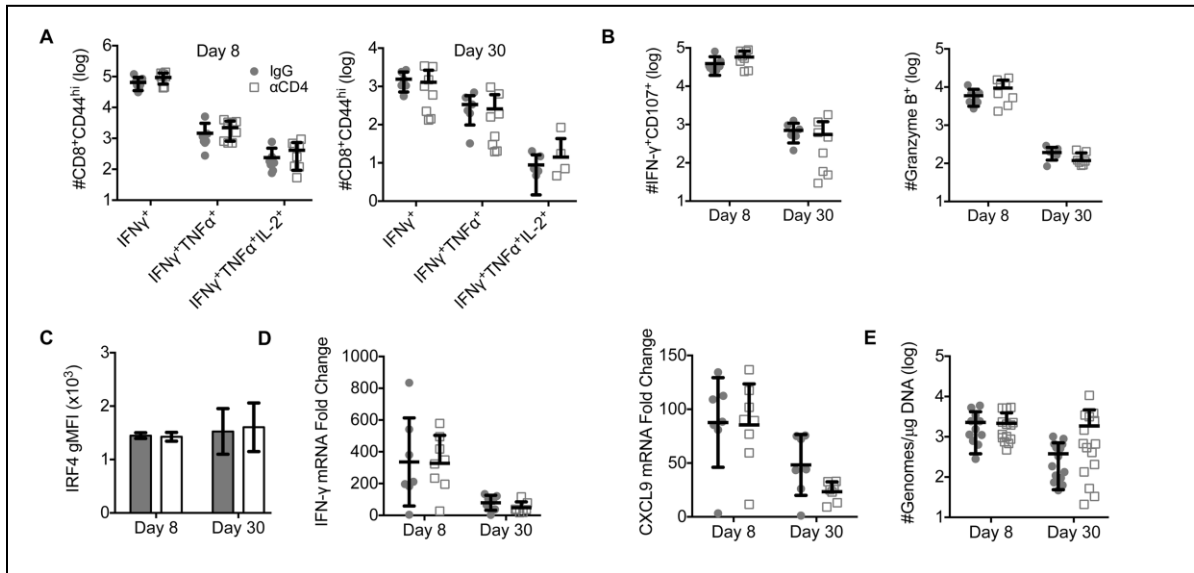 A
Day 8
#CD8⁺CD44ʰⁱ (log)
6
5
4
3
2
1
IgG
αCD4
IFNγ⁺
IFNγ⁺TNFα⁺
IFNγ⁺TNFα⁺IL-2⁺
Day 30
#CD8⁺CD44ʰⁱ (log)
4
3
2
1
0
IFNγ⁺
IFNγ⁺TNFα⁺
IFNγ⁺TNFα⁺IL-2⁺
B
#IFN-γ⁺CD107⁺ (log)
5
4
3
2
1
Day 8
Day 30
#Granzyme B⁺ (log)
5
4
3
2
1
Day 8
Day 30
C
IRF4 gMFI (x10³)
3
2
1
0
Day 8
Day 30
D
IFN-γ mRNA Fold Change
1000
800
600
400
200
0
Day 8
Day 30
CXCL9 mRNA Fold Change
150
100
50
0
Day 8
Day 30
E
#Genomes/μg DNA (log)
5
4
3
2
1
Day 8
Day 30